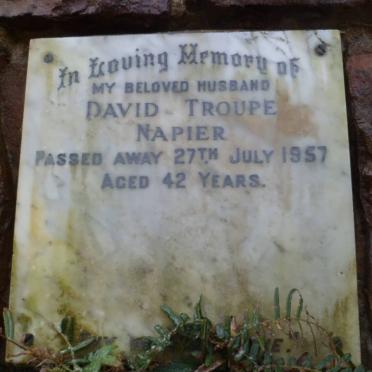 In Loving Memory of
MY BELOVED HUSBAND
DAVID TROUPE
NAPIER
PASSED AWAY 27TH JULY 1957
AGED 42 YEARS.